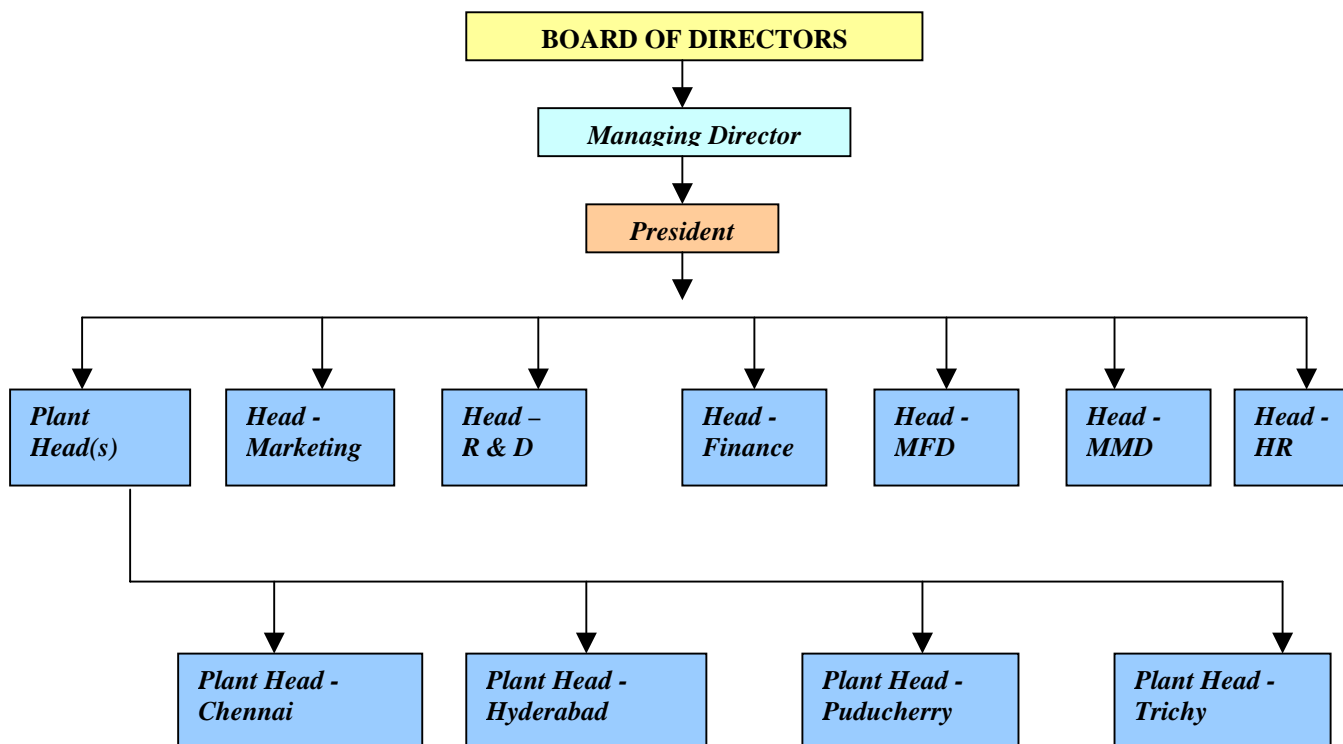 BOARD OF DIRECTORS
Managing Director
President
Plant
Head(s)
Head -
Marketing
Head –
R & D
Head -
Finance
Head -
MFD
Head -
MMD
Head -
HR
Plant Head -
Chennai
Plant Head -
Hyderabad
Plant Head -
Puducherry
Plant Head -
Trichy